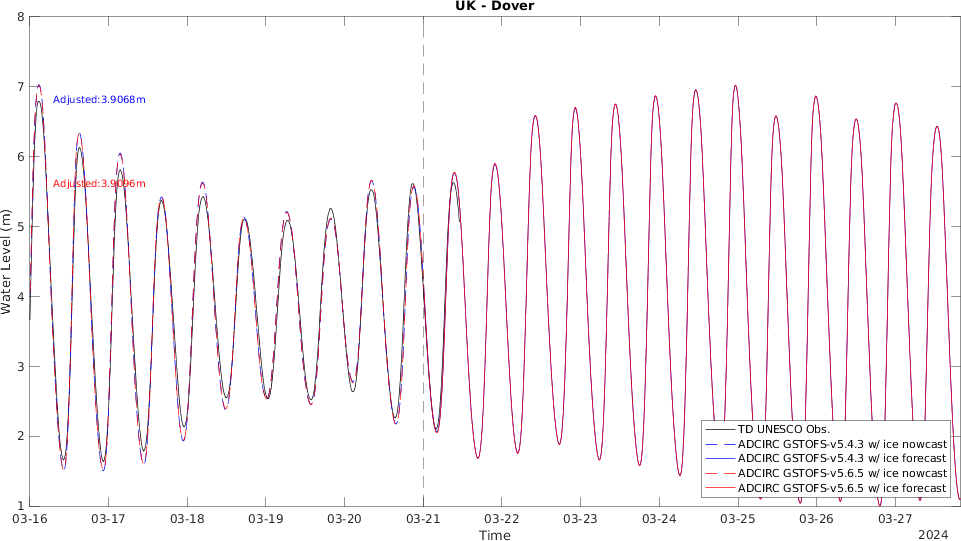 UK - Dover
8
7
6
5
4
3
2
1
Water Level (m)
Adjusted:3.9068m
Adjusted:3.9096m
TD UNESCO Obs.
ADCIRC GSTOFS-v5.4.3 w/ ice nowcast
ADCIRC GSTOFS-v5.4.3 w/ ice forecast
ADCIRC GSTOFS-v5.6.5 w/ ice nowcast
ADCIRC GSTOFS-v5.6.5 w/ ice forecast
03-16 03-17 03-18 03-19 03-20 03-21 03-22 03-23 03-24 03-25 03-26 03-27
Time
2024